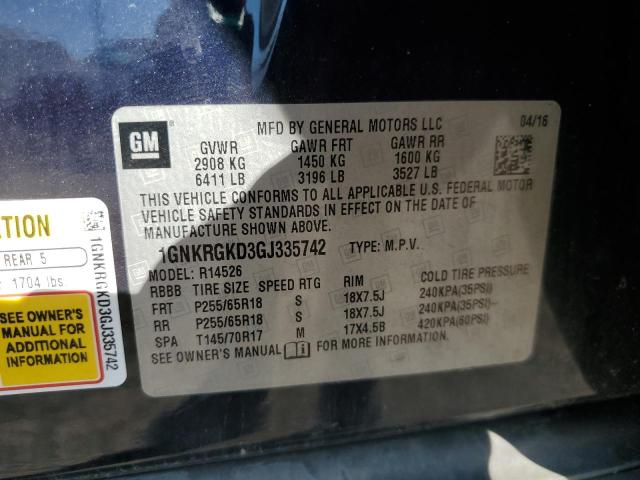 GM
MFD BY GENERAL MOTORS LLC
04/16
GVWR GAWR FRT GAWR RR
2908 KG 1450 KG 1600 KG
6411 LB 3196 LB 3527 LB
THIS VEHICLE CONFORMS TO ALL APPLICABLE U.S. FEDERAL MOTOR
VEHICLE SAFETY STANDARDS IN EFFECT ON THE DATE OF
MANUFACTURE SHOWN ABOVE.
1GNKRGKD3GJ335742 TYPE: M.P.V.
MODEL: R14526
RBBB TIRE SIZE SPEED RTG RIM COLD TIRE PRESSURE
FRT P255/65R18 S 18X7.5J 240KPA(35PSI)
RR P255/65R18 S 18X7.5J 240KPA(35PSI)
SPA T145/70R17 M 17X4.5B 420KPA(60PSI)
SEE OWNER'S MANUAL FOR MORE INFORMATION.
ATION
REAR 5
1704 lbs.
SEE OWNER'S
MANUAL FOR
ADDITIONAL
INFORMATION
1GNKRGKD3GJ335742